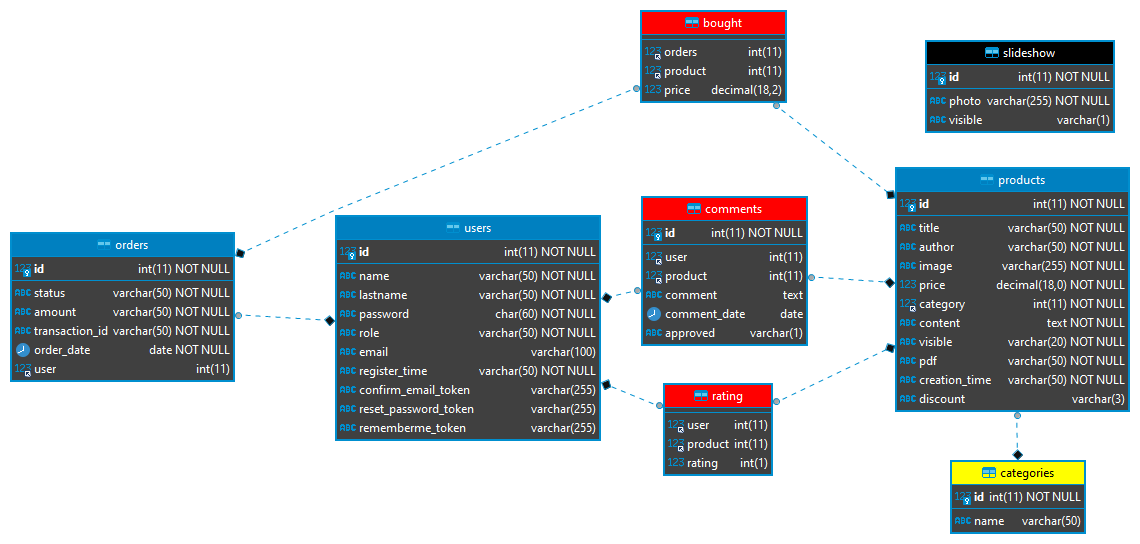 bought
orders int(11)
product int(11)
price decimal(18,2)
slideshow
id int(11) NOT NULL
photo varchar(255) NOT NULL
visible varchar(1)
products
id int(11) NOT NULL
title varchar(50) NOT NULL
author varchar(50) NOT NULL
image varchar(255) NOT NULL
price decimal(18,0) NOT NULL
category int(11) NOT NULL
content text NOT NULL
visible varchar(20) NOT NULL
pdf varchar(50) NOT NULL
creation_time varchar(50) NOT NULL
discount varchar(3)
comments
id int(11) NOT NULL
user int(11)
product int(11)
comment text
comment_date date
approved varchar(1)
users
id int(11) NOT NULL
name varchar(50) NOT NULL
lastname varchar(50) NOT NULL
password char(60) NOT NULL
role varchar(50) NOT NULL
email varchar(100)
register_time varchar(50) NOT NULL
confirm_email_token varchar(255)
reset_password_token varchar(255)
rememberme_token varchar(255)
orders
id int(11) NOT NULL
status varchar(50) NOT NULL
amount varchar(50) NOT NULL
transaction_id varchar(50) NOT NULL
order_date date NOT NULL
user int(11)
rating
user int(11)
product int(11)
rating int(1)
categories
id int(11) NOT NULL
name varchar(50)